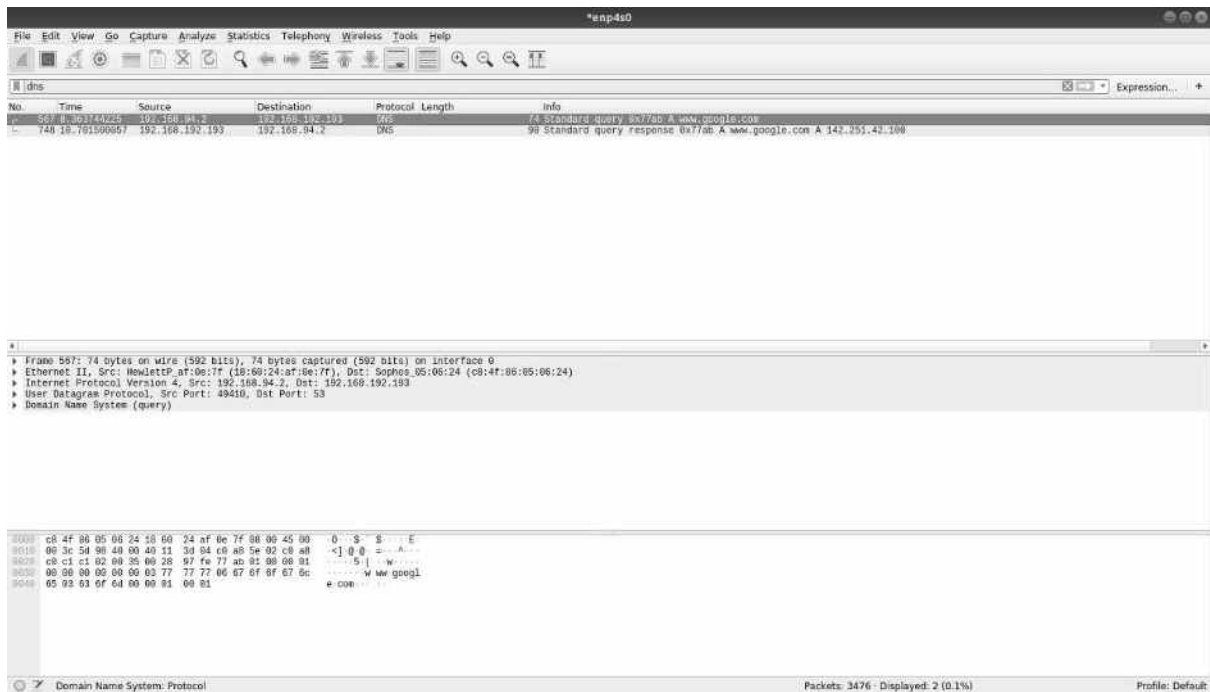 *enp4s0
File Edit View Go Capture Analyze Statistics Telephony Wireless Tools Help
dns
Expression... +
No. Time Source Destination Protocol Length Info
567 8.363744225 192.168.94.2 192.168.192.193 DNS 74 Standard query 0x77ab A www.google.com
748 10.701590057 192.168.192.193 192.168.94.2 DNS 90 Standard query response 0x77ab A www.google.com A 142.251.42.100
Frame 567: 74 bytes on wire (592 bits), 74 bytes captured (592 bits) on interface 0
Ethernet II, Src: HewlettP_af:0e:7f (18:60:24:af:0e:7f), Dst: Sophos_05:06:24 (c8:4f:86:05:06:24)
Internet Protocol Version 4, Src: 192.168.94.2, Dst: 192.168.192.193
User Datagram Protocol, Src Port: 49410, Dst Port: 53
Domain Name System (query)
0000 c8 4f 86 05 06 24 18 60 24 af 0e 7f 08 00 45 00 ·O···$·` $·····E·
0010 00 3c 5d 98 40 00 40 11 3d 04 c0 a8 5e 02 c0 a8 ·<]·@·@· =···^···
0020 c0 c1 c1 02 00 35 00 28 97 fe 77 ab 01 00 00 01 ·····5·( ··w·····
0030 00 00 00 00 00 00 03 77 77 77 06 67 6f 6f 67 6c ·······w ww·googl
0040 65 03 63 6f 6d 00 00 01 00 01 e·com··· ··
Domain Name System: Protocol
Packets: 3476 · Displayed: 2 (0.1%)
Profile: Default